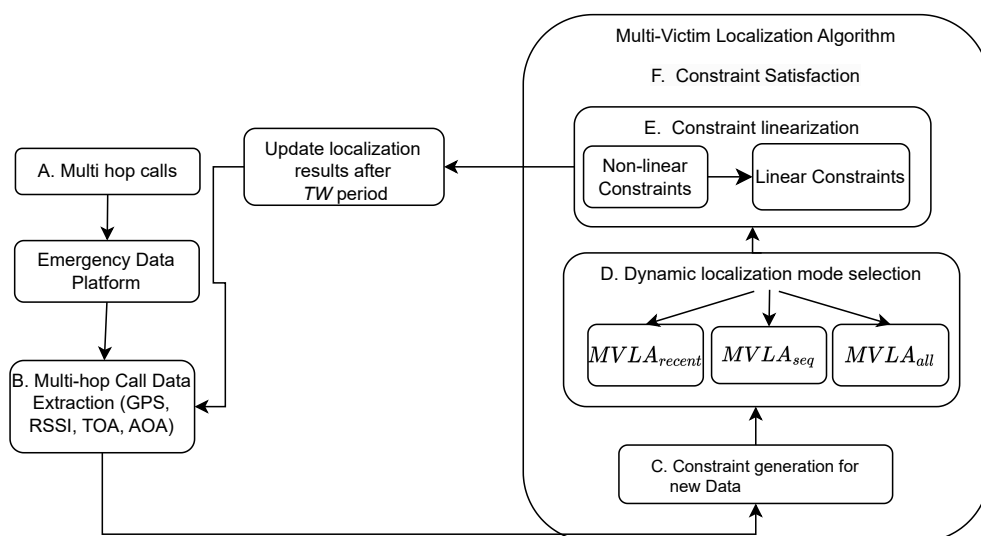 Multi-Victim Localization Algorithm
F. Constraint Satisfaction
E. Constraint linearization
Non-linear
Constraints
Linear Constraints
Update localization
results after
TW period
A. Multi hop calls
Emergency Data
Platform
B. Multi-hop Call Data
Extraction (GPS,
RSSI, TOA, AOA)
D. Dynamic localization mode selection
MVLA_recent
MVLA_seq
MVLA_all
C. Constraint generation for
new Data